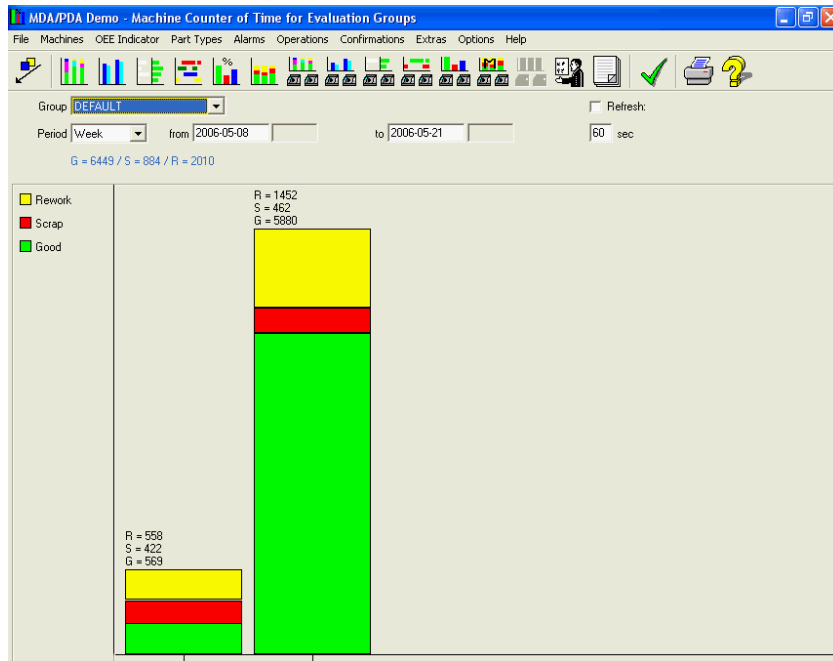 MDA/PDA Demo - Machine Counter of Time for Evaluation Groups
File Machines OEE Indicator Part Types Alarms Operations Confirmations Extras Options Help
%
Group DEFAULT Refresh:
Period Week from 2006-05-08 to 2006-05-21 60 sec
G = 6449 / S = 884 / R = 2010
Rework
Scrap
Good
R = 1452
S = 462
G = 5880
R = 558
S = 422
G = 569